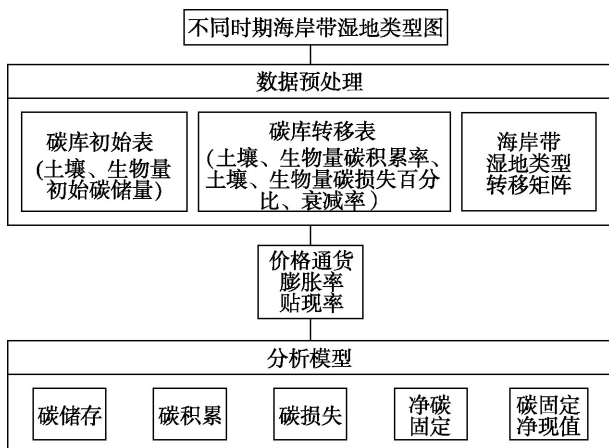 不同时期海岸带湿地类型图
数据预处理
碳库初始表
(土壤、生物量
初始碳储量)
碳库转移表
(土壤、生物量碳积累率、
土壤、生物量碳损失百分
比、衰减率)
海岸带
湿地类型
转移矩阵
价格通货
膨胀率
贴现率
分析模型
碳储存
碳积累
碳损失
净碳
固定
碳固定
净现值